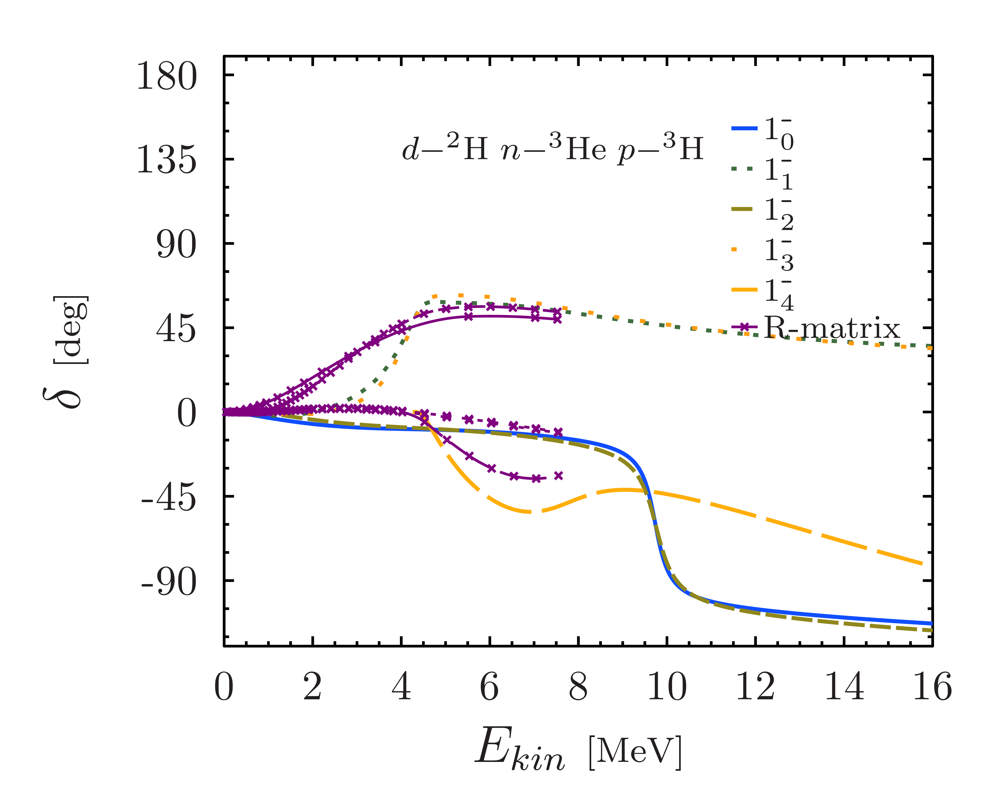 180
135
90
45
0
-45
-90
δ [deg]
d−²H n−³He p−³H
1⁻₀
1⁻₁
1⁻₂
1⁻₃
1⁻₄
R-matrix
0 2 4 6 8 10 12 14 16
E_kin [MeV]